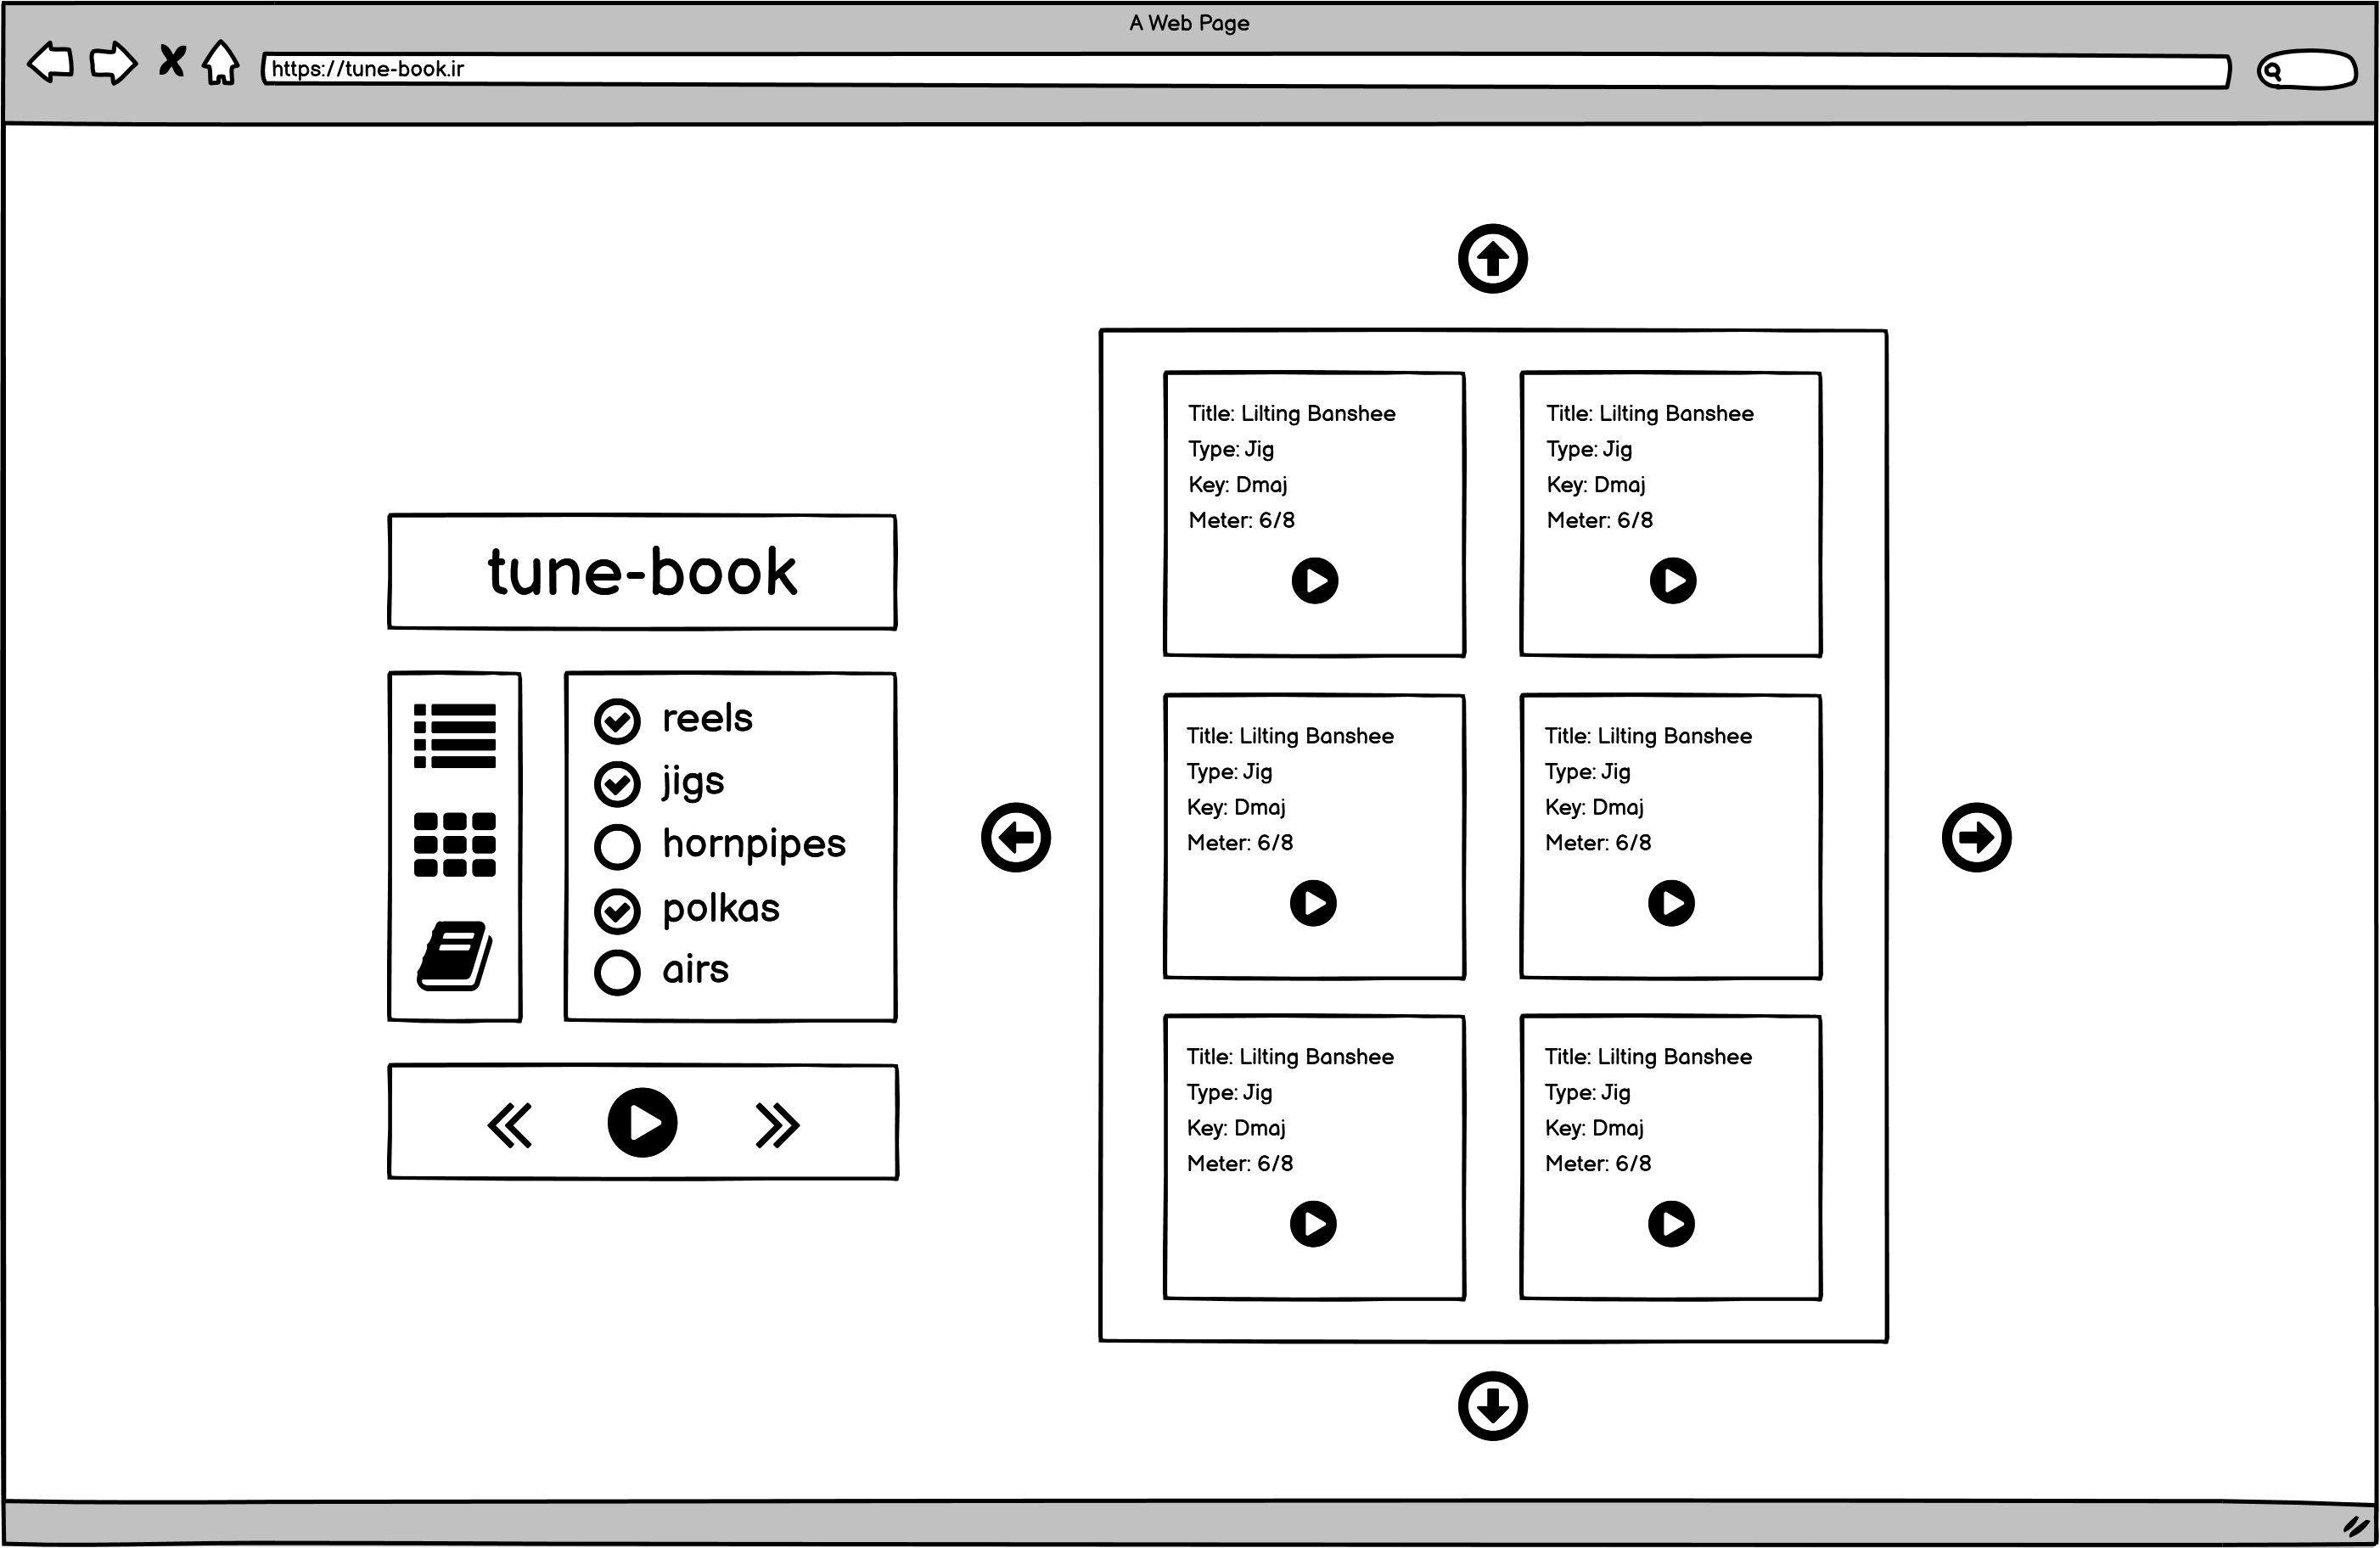 A Web Page
https://tune-book.ir
tune-book
reels
jigs
hornpipes
polkas
airs
Title: Lilting Banshee
Type: Jig
Key: Dmaj
Meter: 6/8
Title: Lilting Banshee
Type: Jig
Key: Dmaj
Meter: 6/8
Title: Lilting Banshee
Type: Jig
Key: Dmaj
Meter: 6/8
Title: Lilting Banshee
Type: Jig
Key: Dmaj
Meter: 6/8
Title: Lilting Banshee
Type: Jig
Key: Dmaj
Meter: 6/8
Title: Lilting Banshee
Type: Jig
Key: Dmaj
Meter: 6/8